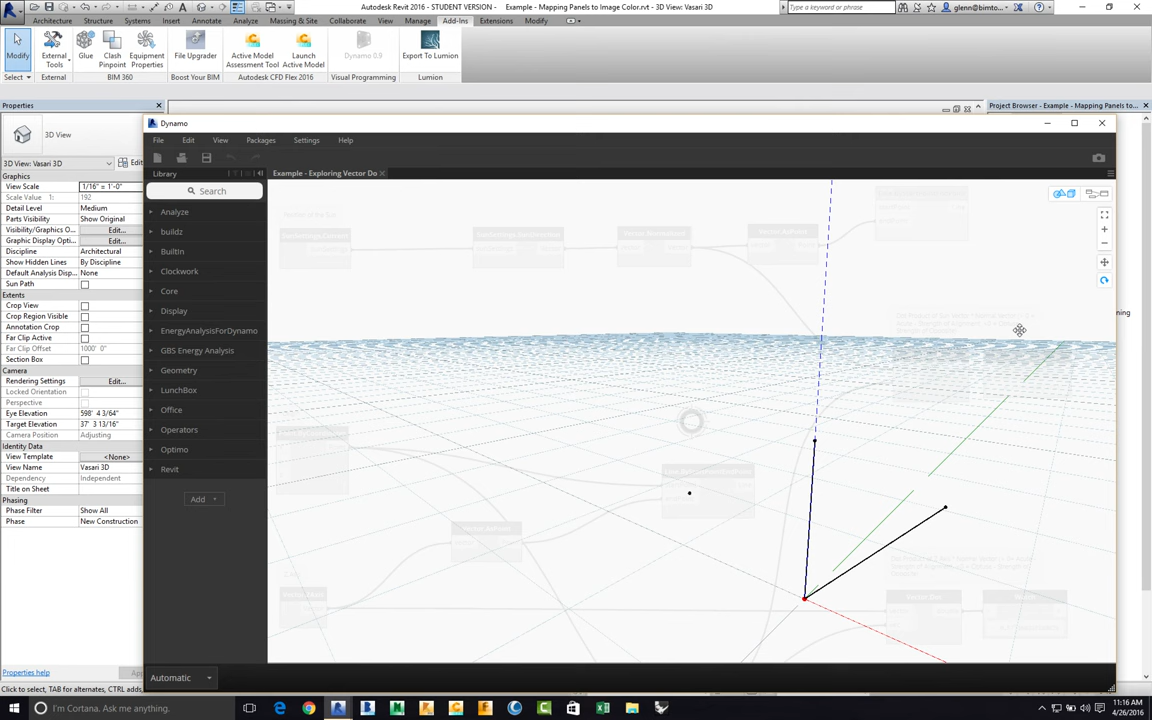 Autodesk Revit 2016 - STUDENT VERSION - Example - Mapping Panels to Image Color.rvt - 3D View: Vasari 3D
Type a keyword or phrase
glenn@bimto...
Architecture Structure Systems Insert Annotate Analyze Massing & Site Collaborate View Manage Add-Ins Extensions Modify
Modify External Tools Glue Clash Pinpoint Equipment Properties File Upgrader Active Model Assessment Tool Launch Active Model Dynamo 0.9 Export To Lumion
Select External BIM 360 Boost Your BIM Autodesk CFD Flex 2016 Visual Programming Lumion
Properties
Project Browser - Example - Mapping Panels to...
Dynamo
3D View
File Edit View Packages Settings Help
3D View: Vasari 3D Edit
Library
Example - Exploring Vector Do
Graphics
View Scale 1/16" = 1'-0"
Search
Scale Value 1: 192
Detail Level Medium
Parts Visibility Show Original
Analyze
Visibility/Graphics O... Edit...
buildz
Graphic Display Opti... Edit...
Discipline Architectural
BuiltIn
Show Hidden Lines By Discipline
Default Analysis Disp... None
Clockwork
Sun Path
Core
Extents
Crop View
Display
Crop Region Visible
Annotation Crop
EnergyAnalysisForDynamo
Far Clip Active
Far Clip Offset 1000' 0"
GBS Energy Analysis
Section Box
Camera
Geometry
Rendering Settings Edit...
Locked Orientation
LunchBox
Perspective
Eye Elevation 598' 4 3/64"
Office
Target Elevation 37' 3 13/16"
Camera Position Adjusting
Operators
Identity Data
View Template <None>
Optimo
View Name Vasari 3D
Dependency Independent
Revit
Title on Sheet
Phasing
Add +
Phase Filter Show All
Phase New Construction
Properties help
Automatic
Click to select, TAB for alternates, CTRL adds,
I'm Cortana. Ask me anything.
11:16 AM
4/26/2016